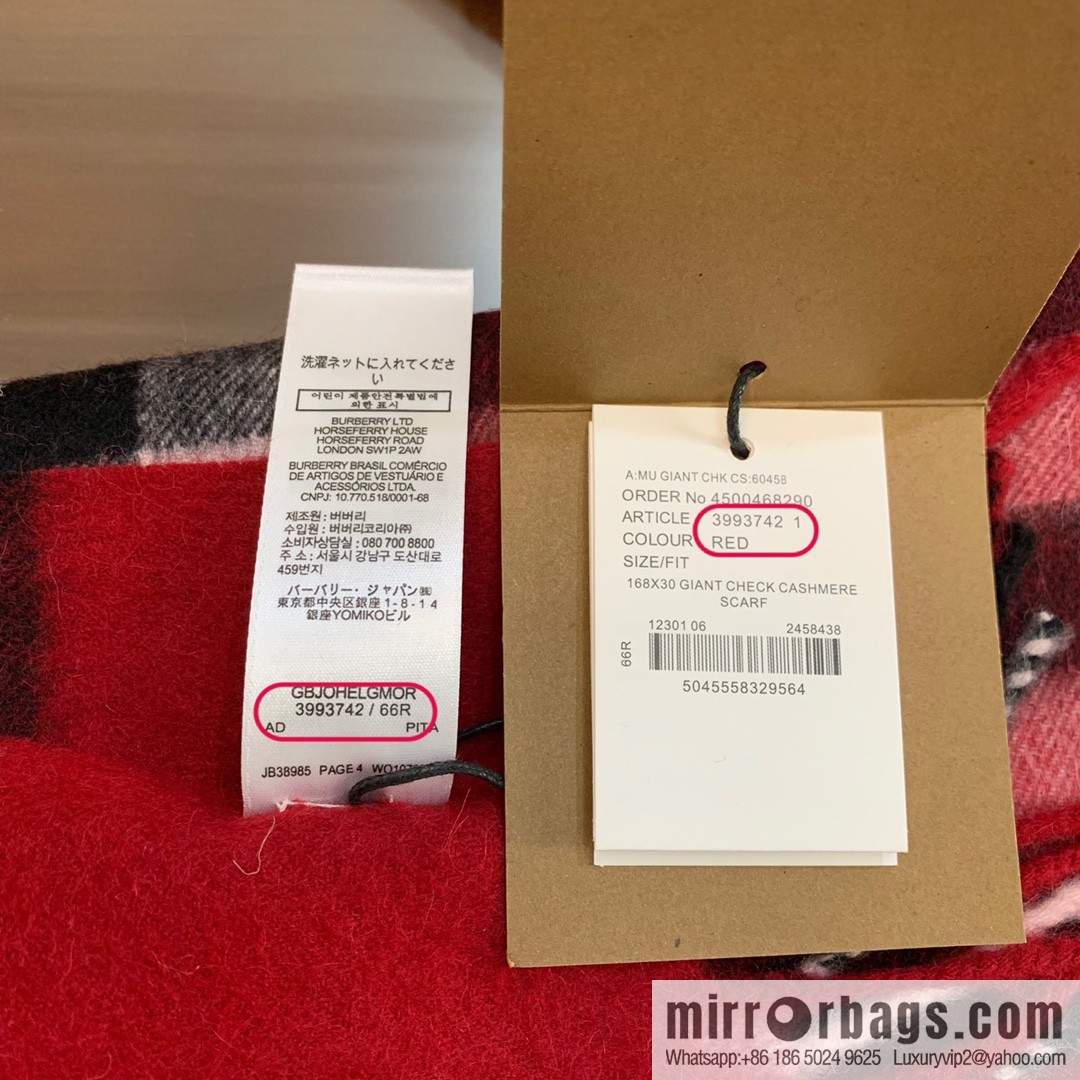 洗濯ネットに入れてくださ
い
어린이 제품안전특별법에
의한 표시
BURBERRY LTD
HORSEFERRY HOUSE
HORSEFERRY ROAD
LONDON SW1P 2AW
BURBERRY BRASIL COMÉRCIO
DE ARTIGOS DE VESTUÁRIO E
ACESSÓRIOS LTDA.
CNPJ: 10.770.518/0001-68
제조원 : 버버리
수입원 : 버버리코리아㈜
소비자상담실 : 080 700 8800
주 소 : 서울시 강남구 도산대로
459번지
バーバリー・ジャパン㈱
東京都中央区銀座1-8-14
銀座YOMIKOビル
GBJOHELGMOR
3993742 / 66R
AD PITA
JB38985 PAGE 4
A:MU GIANT CHK CS:60458
ORDER No 4500468290
ARTICLE 3993742 1
COLOUR RED
SIZE/FIT
168X30 GIANT CHECK CASHMERE
SCARF
12301 06 2458438
66R
5045558329564
mirrorbags.com
Whatsapp:+86 186 5024 9625 Luxuryvip2@yahoo.com